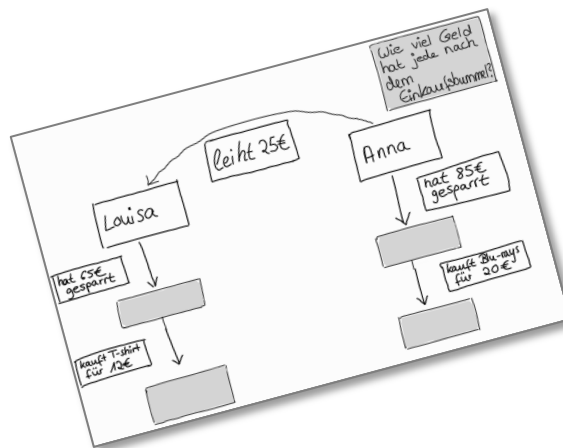 Wie viel Geld
hat jede nach
dem
Einkaufsbummel?
leiht 25€
Anna
hat 85€
gespart
Louisa
kauft Blu-rays
für 20€
hat 65€
gespart
kauft T-Shirt
für 12€